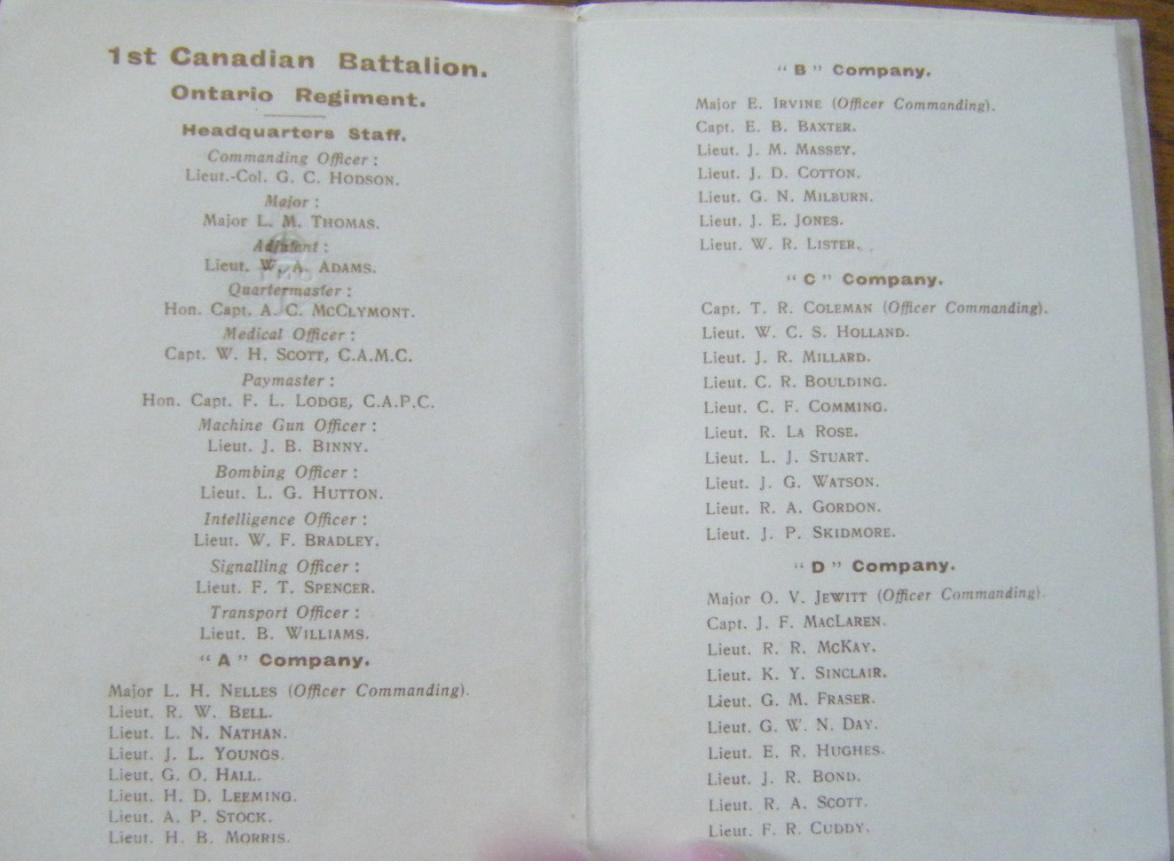 1st Canadian Battalion.
Ontario Regiment.
Headquarters Staff.
Commanding Officer :
Lieut.-Col. G. C. HODSON.
Major :
Major L. M. THOMAS.
Adjutant :
Lieut. W. A. ADAMS.
Quartermaster :
Hon. Capt. A. C. MCCLYMONT.
Medical Officer :
Capt. W. H. SCOTT, C.A.M.C.
Paymaster :
Hon. Capt. F. L. LODGE, C.A.P.C.
Machine Gun Officer :
Lieut. J. B. BINNY.
Bombing Officer :
Lieut. L. G. HUTTON.
Intelligence Officer :
Lieut. W. F. BRADLEY.
Signalling Officer :
Lieut. F. T. SPENCER.
Transport Officer :
Lieut. B. WILLIAMS.
“ A ” Company.
Major L. H. NELLES (Officer Commanding).
Lieut. R. W. BELL.
Lieut. L. N. NATHAN.
Lieut. J. L. YOUNGS.
Lieut. G. O. HALL.
Lieut. H. D. LEEMING.
Lieut. A. P. STOCK.
Lieut. H. B. MORRIS.
“ B ” Company.
Major E. IRVINE (Officer Commanding).
Capt. E. B. BAXTER.
Lieut. J. M. MASSEY.
Lieut. J. D. COTTON.
Lieut. G. N. MILBURN.
Lieut. J. E. JONES.
Lieut. W. R. LISTER.
“ C ” Company.
Capt. T. R. COLEMAN (Officer Commanding).
Lieut. W. C. S. HOLLAND.
Lieut. J. R. MILLARD.
Lieut. C. R. BOULDING.
Lieut. C. F. COMMING.
Lieut. R. LA ROSE.
Lieut. L. J. STUART.
Lieut. J. G. WATSON.
Lieut. R. A. GORDON.
Lieut. J. P. SKIDMORE.
“ D ” Company.
Major O. V. JEWITT (Officer Commanding).
Capt. J. F. MACLAREN.
Lieut. R. R. MCKAY.
Lieut. K. Y. SINCLAIR.
Lieut. G. M. FRASER.
Lieut. G. W. N. DAY.
Lieut. E. R. HUGHES.
Lieut. J. R. BOND.
Lieut. R. A. SCOTT.
Lieut. F. R. CUDDY.